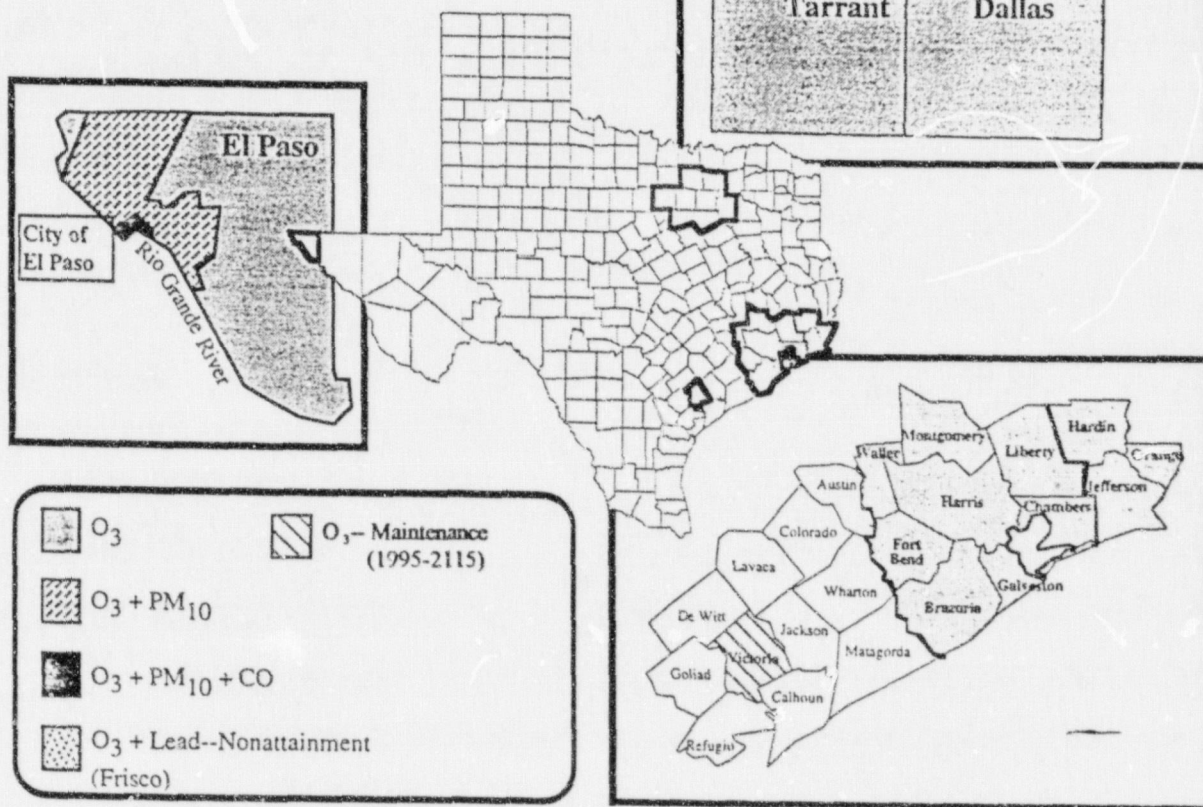 Tarrant
Dallas
El Paso
City of
El Paso
Rio Grande River
O₃
O₃-- Maintenance
(1995-2115)
O₃ + PM₁₀
O₃ + PM₁₀ + CO
O₃ + Lead--Nonattainment
(Frisco)
Montgomery
Hardin
Waller
Liberty
Orange
Austin
Harris
Jefferson
Chambers
Colorado
Fort
Bend
Galveston
Lavaca
Wharton
Brazoria
De Witt
Jackson
Matagorda
Victoria
Goliad
Calhoun
Refugio